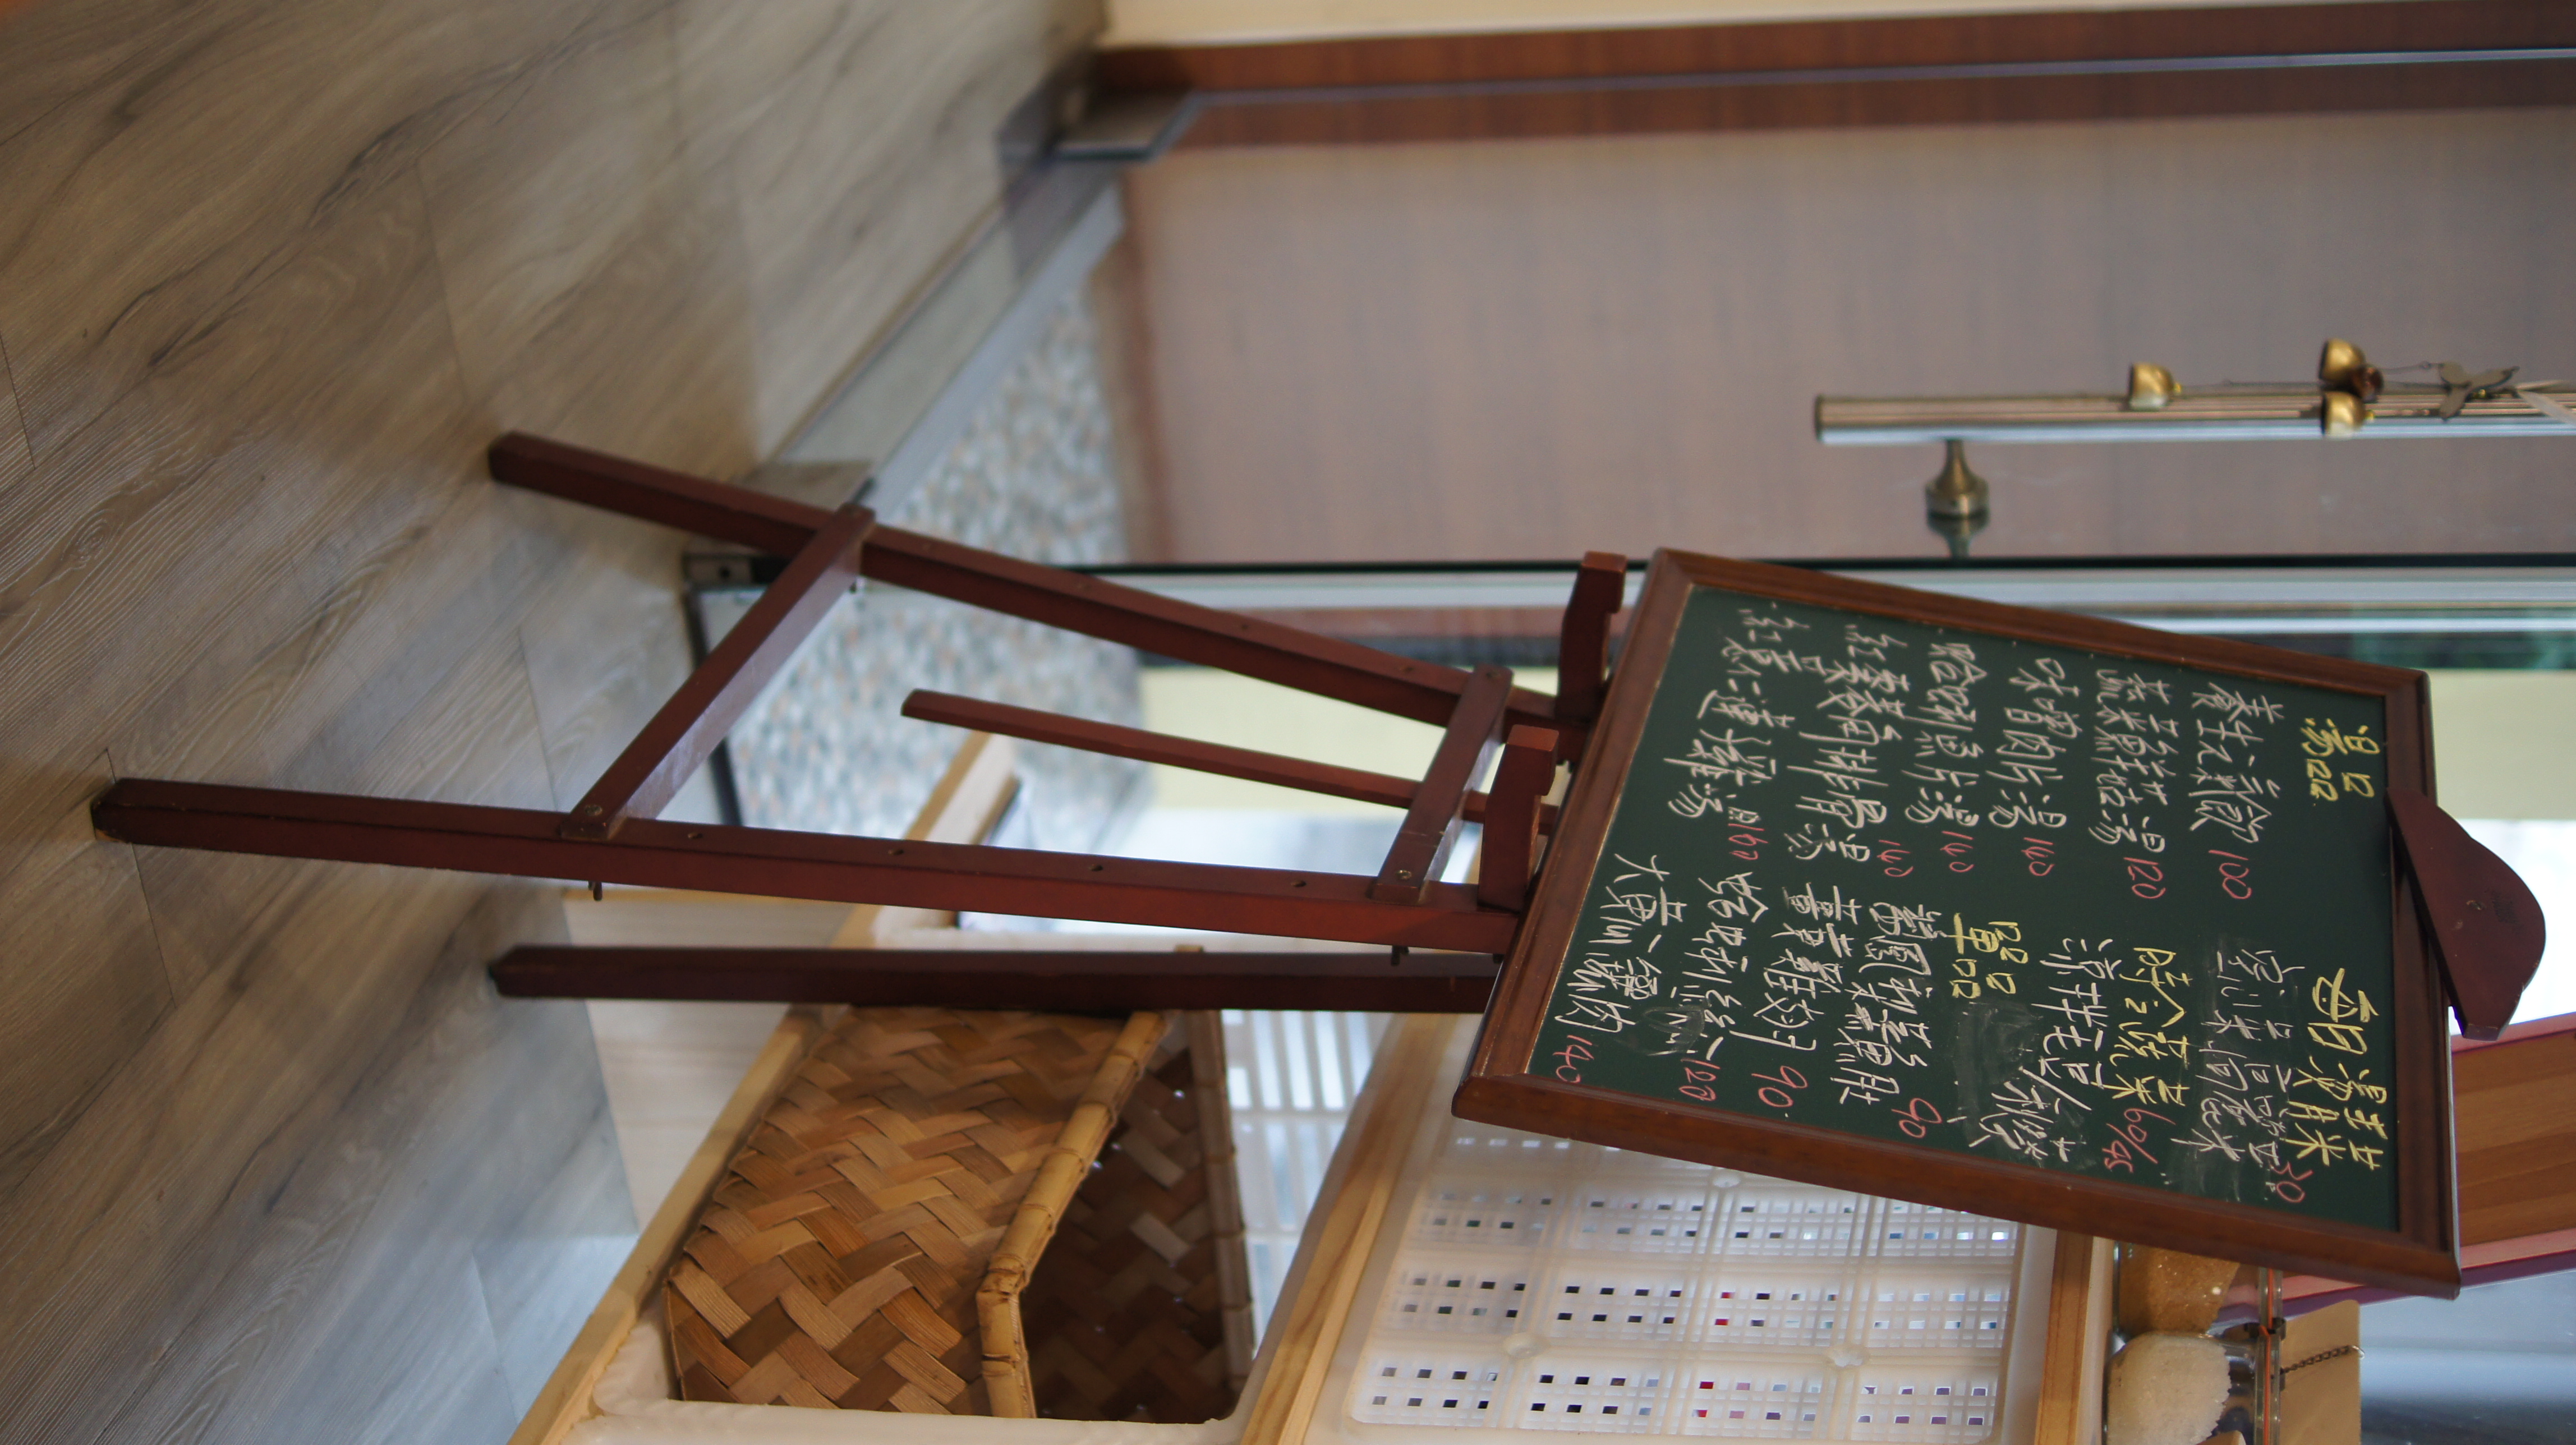 湯品
養生元氣飲 100
蔬菜鮮菇湯 120
味噌肉片湯 140
蛤蜊魚片湯 140
紅棗菱角排骨湯 140
紅薏仁蓮子雞湯 160
每日燙青菜 30
空心菜 高麗菜
時令蔬菜 60/45
涼拌毛豆/秋葵
單品
鳳梨 魚肚 90
薑黃雞翅 90
蛤蜊絲瓜 120
大黃瓜鑲肉 140